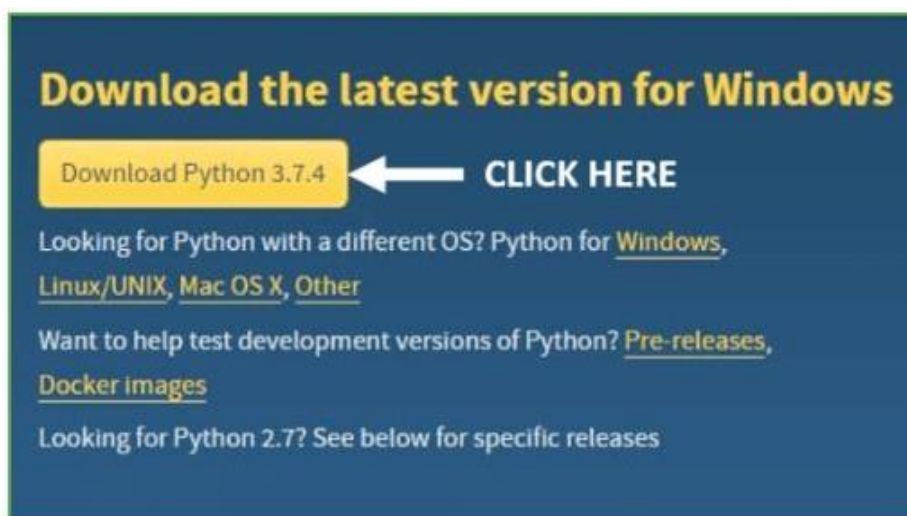 Download the latest version for Windows
Download Python 3.7.4 CLICK HERE
Looking for Python with a different OS? Python for Windows,
Linux/UNIX, Mac OS X, Other
Want to help test development versions of Python? Pre-releases,
Docker images
Looking for Python 2.7? See below for specific releases